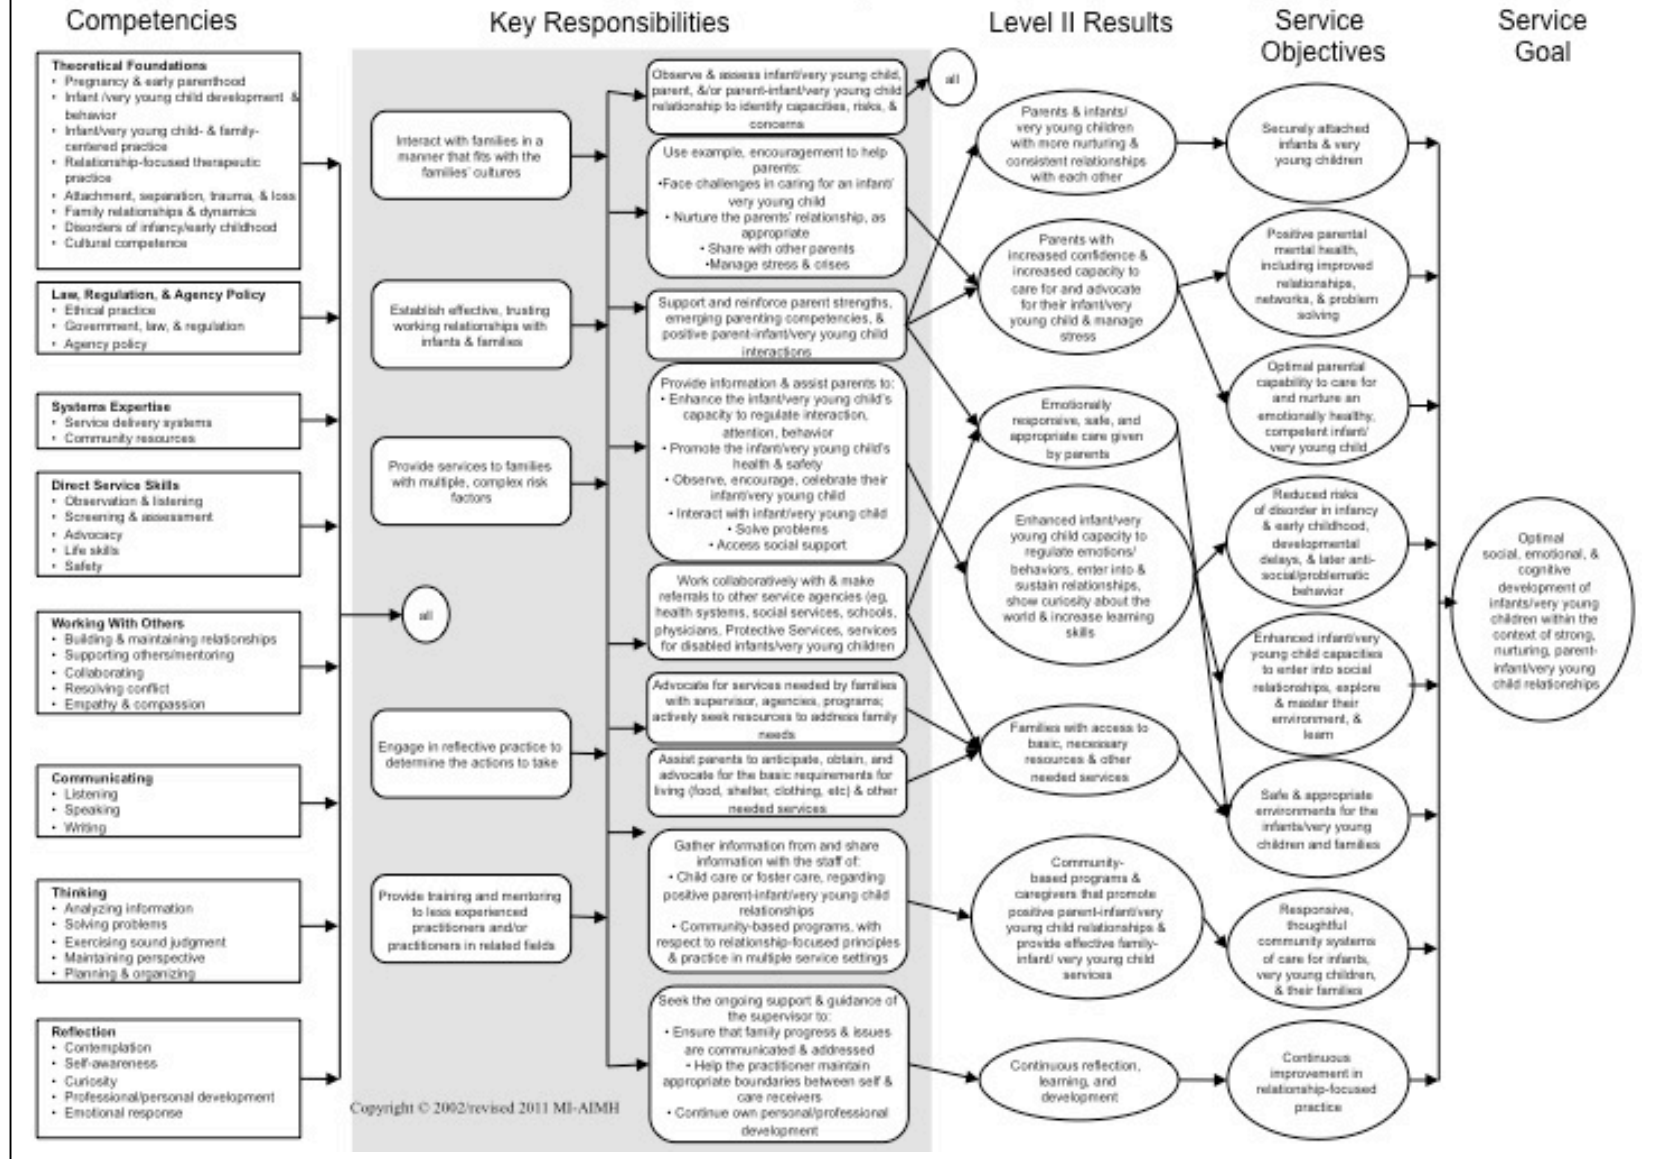 Competencies
Key Responsibilities
Level II Results
Service
Objectives
Service
Goal
Theoretical Foundations
• Pregnancy & early parenthood
• Infant /very young child development &
behavior
• Infant/very young child- & family-
centered practice
• Relationship-focused therapeutic
practice
• Attachment, separation, trauma, & loss
• Family relationships & dynamics
• Disorders of infancy/early childhood
• Cultural competence
Law, Regulation, & Agency Policy
• Ethical practice
• Government, law, & regulation
• Agency policy
Systems Expertise
• Service delivery systems
• Community resources
Direct Service Skills
• Observation & listening
• Screening & assessment
• Advocacy
• Life skills
• Safety
Working With Others
• Building & maintaining relationships
• Supporting others/mentoring
• Collaborating
• Resolving conflict
• Empathy & compassion
Communicating
• Listening
• Speaking
• Writing
Thinking
• Analyzing information
• Solving problems
• Exercising sound judgment
• Maintaining perspective
• Planning & organizing
Reflection
• Contemplation
• Self-awareness
• Curiosity
• Professional/personal development
• Emotional response
all
Interact with families in a
manner that fits with the
families' cultures
Establish effective, trusting
working relationships with
infants & families
Provide services to families
with multiple, complex risk
factors
Engage in reflective practice to
determine the actions to take
Provide training and mentoring
to less experienced
practitioners and/or
practitioners in related fields
Copyright © 2002/revised 2011 MI-AIMH
Observe & assess infant/very young child,
parent, &/or parent-infant/very young child
relationship to identify capacities, risks, &
concerns
all
Use example, encouragement to help
parents:
•Face challenges in caring for an infant/
very young child
• Nurture the parents' relationship, as
appropriate
• Share with other parents
•Manage stress & crises
Support and reinforce parent strengths,
emerging parenting competencies, &
positive parent-infant/very young child
interactions
Provide information & assist parents to:
• Enhance the infant/very young child's
capacity to regulate interaction,
attention, behavior
• Promote the infant/very young child's
health & safety
• Observe, encourage, celebrate their
infant/very young child
• Interact with infant/very young child
• Solve problems
• Access social support
Work collaboratively with & make
referrals to other service agencies (eg,
health systems, social services, schools,
physicians, Protective Services, services
for disabled infants/very young children
Advocate for services needed by families
with supervisor, agencies, programs;
actively seek resources to address family
needs
Assist parents to anticipate, obtain, and
advocate for the basic requirements for
living (food, shelter, clothing, etc) & other
needed services
Gather information from and share
information with the staff of:
• Child care or foster care, regarding
positive parent-infant/very young child
relationships
• Community-based programs, with
respect to relationship-focused principles
& practice in multiple service settings
Seek the ongoing support & guidance of
the supervisor to:
• Ensure that family progress & issues
are communicated & addressed
• Help the practitioner maintain
appropriate boundaries between self &
care receivers
• Continue own personal/professional
development
Parents & infants/
very young children
with more nurturing &
consistent relationships
with each other
Parents with
increased confidence &
increased capacity to
care for and advocate
for their infant/very
young child & manage
stress
Emotionally
responsive, safe, and
appropriate care given
by parents
Enhanced infant/very
young child capacity to
regulate emotions/
behaviors, enter into &
sustain relationships,
show curiosity about the
world & increase learning
skills
Families with access to
basic, necessary
resources & other
needed services
Community-
based programs &
caregivers that promote
positive parent-infant/very
young child relationships &
provide effective family-
infant/ very young child
services
Continuous reflection,
learning, and
development
Securely attached
infants & very
young children
Positive parental
mental health,
including improved
relationships,
networks, & problem
solving
Optimal parental
capability to care for
and nurture an
emotionally healthy,
competent infant/
very young child
Reduced risks
of disorder in infancy
& early childhood,
developmental
delays, & later anti-
social/problematic
behavior
Enhanced infant/very
young child capacities
to enter into social
relationships, explore
& master their
environment, &
learn
Safe & appropriate
environments for the
infants/very young
children and families
Responsive,
thoughtful
community systems
of care for infants,
very young children,
& their families
Continuous
improvement in
relationship-focused
practice
Optimal
social, emotional, &
cognitive
development of
infants/very young
children within the
context of strong,
nurturing, parent-
infant/very young
child relationships